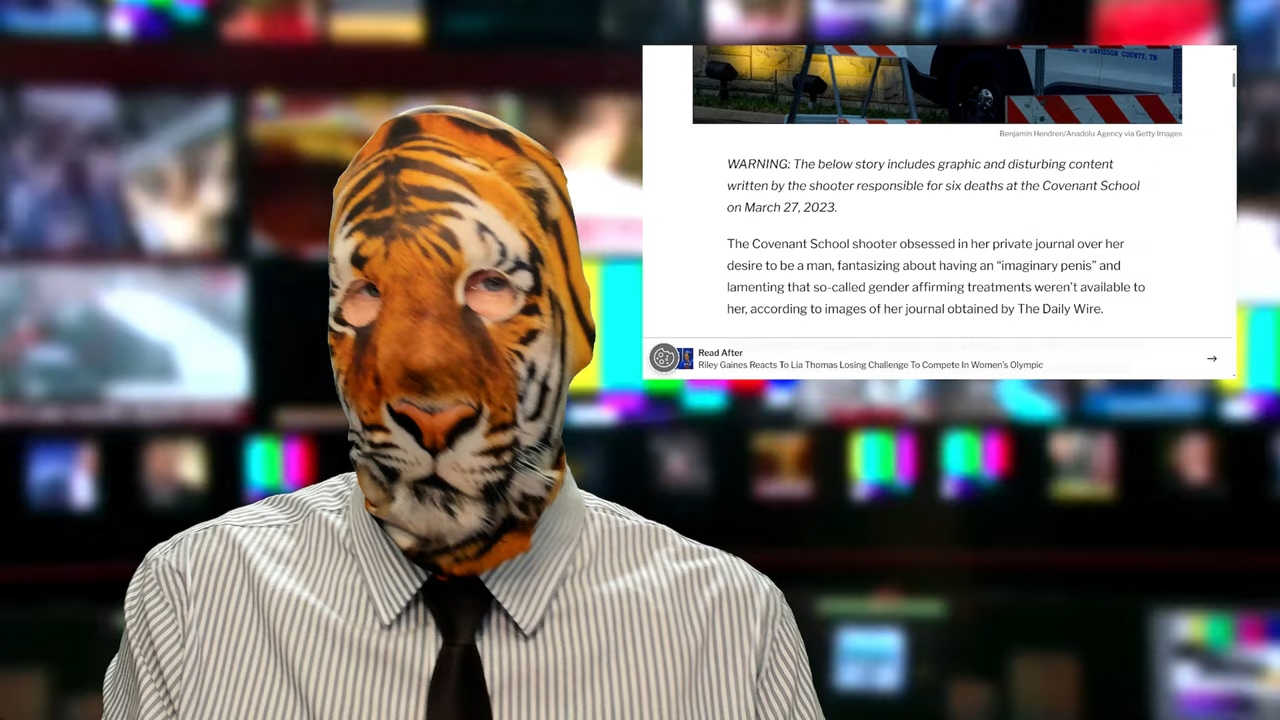 & DAVIDSON COUNTY, TN
Benjamin Hendren/Anadolu Agency via Getty Images
WARNING: The below story includes graphic and disturbing content
written by the shooter responsible for six deaths at the Covenant School
on March 27, 2023.
The Covenant School shooter obsessed in her private journal over her
desire to be a man, fantasizing about having an “imaginary penis” and
lamenting that so-called gender affirming treatments weren’t available to
her, according to images of her journal obtained by The Daily Wire.
Read After
Riley Gaines Reacts To Lia Thomas Losing Challenge To Compete In Women’s Olympic